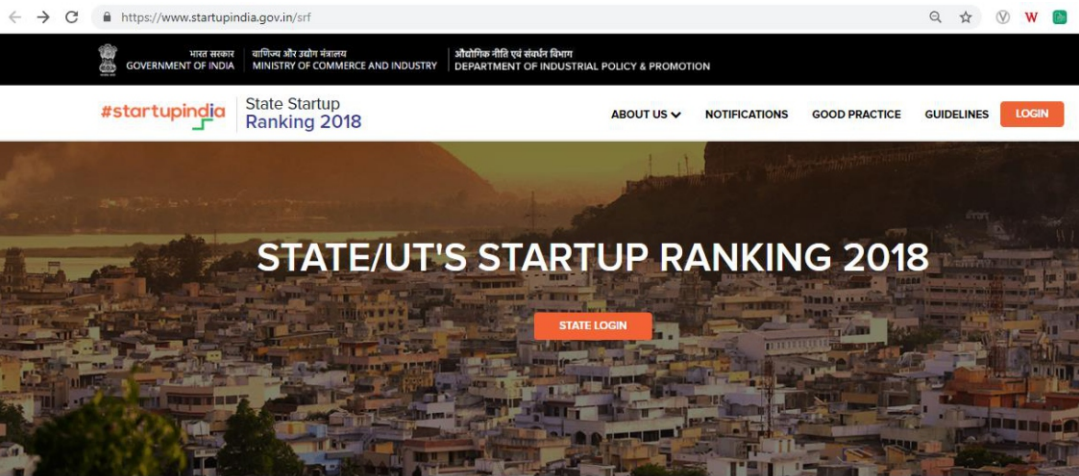 https://www.startupindia.gov.in/srf
भारत सरकार
GOVERNMENT OF INDIA
वाणिज्य और उद्योग मंत्रालय
MINISTRY OF COMMERCE AND INDUSTRY
औद्योगिक नीति एवं संवर्धन विभाग
DEPARTMENT OF INDUSTRIAL POLICY & PROMOTION
#startupindia
State Startup
Ranking 2018
ABOUT US NOTIFICATIONS GOOD PRACTICE GUIDELINES LOGIN
STATE/UT'S STARTUP RANKING 2018
STATE LOGIN